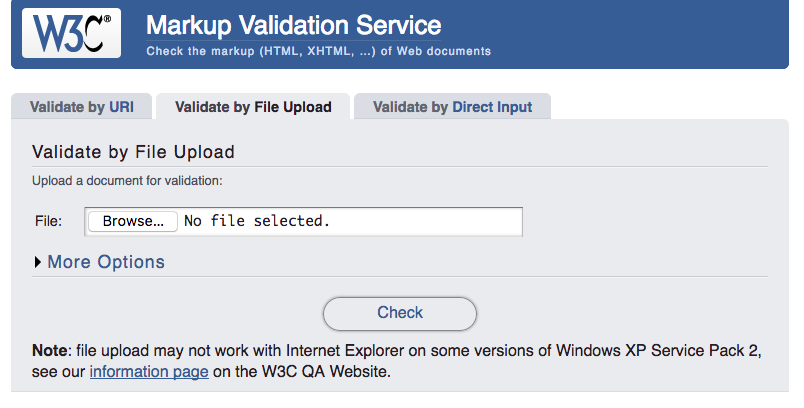 W3C® Markup Validation Service
Check the markup (HTML, XHTML, ...) of Web documents
Validate by URI Validate by File Upload Validate by Direct Input
Validate by File Upload
Upload a document for validation:
File: Browse... No file selected.
More Options
Check
Note: file upload may not work with Internet Explorer on some versions of Windows XP Service Pack 2,
see our information page on the W3C QA Website.